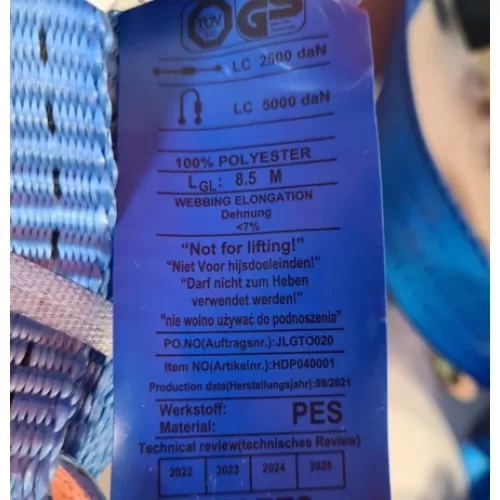 TÜV
GS
LC 2500 daN
LC 5000 daN
100% POLYESTER
LGL: 8.5 M
WEBBING ELONGATION
Dehnung
<7%
“Not for lifting!”
“Niet Voor hijsdoeleinden!”
“Darf nicht zum Heben
verwendet werden!”
"nie wolno używać do podnoszenia"
PO.NO(Auftragsnr.):JLGTO020
Item NO(Artikelnr.):HDP040001
Production date(Herstellungsjahr):09/2021
Werkstoff:
Material: PES
Technical review(technisches Review)
2022 2023 2024 2025